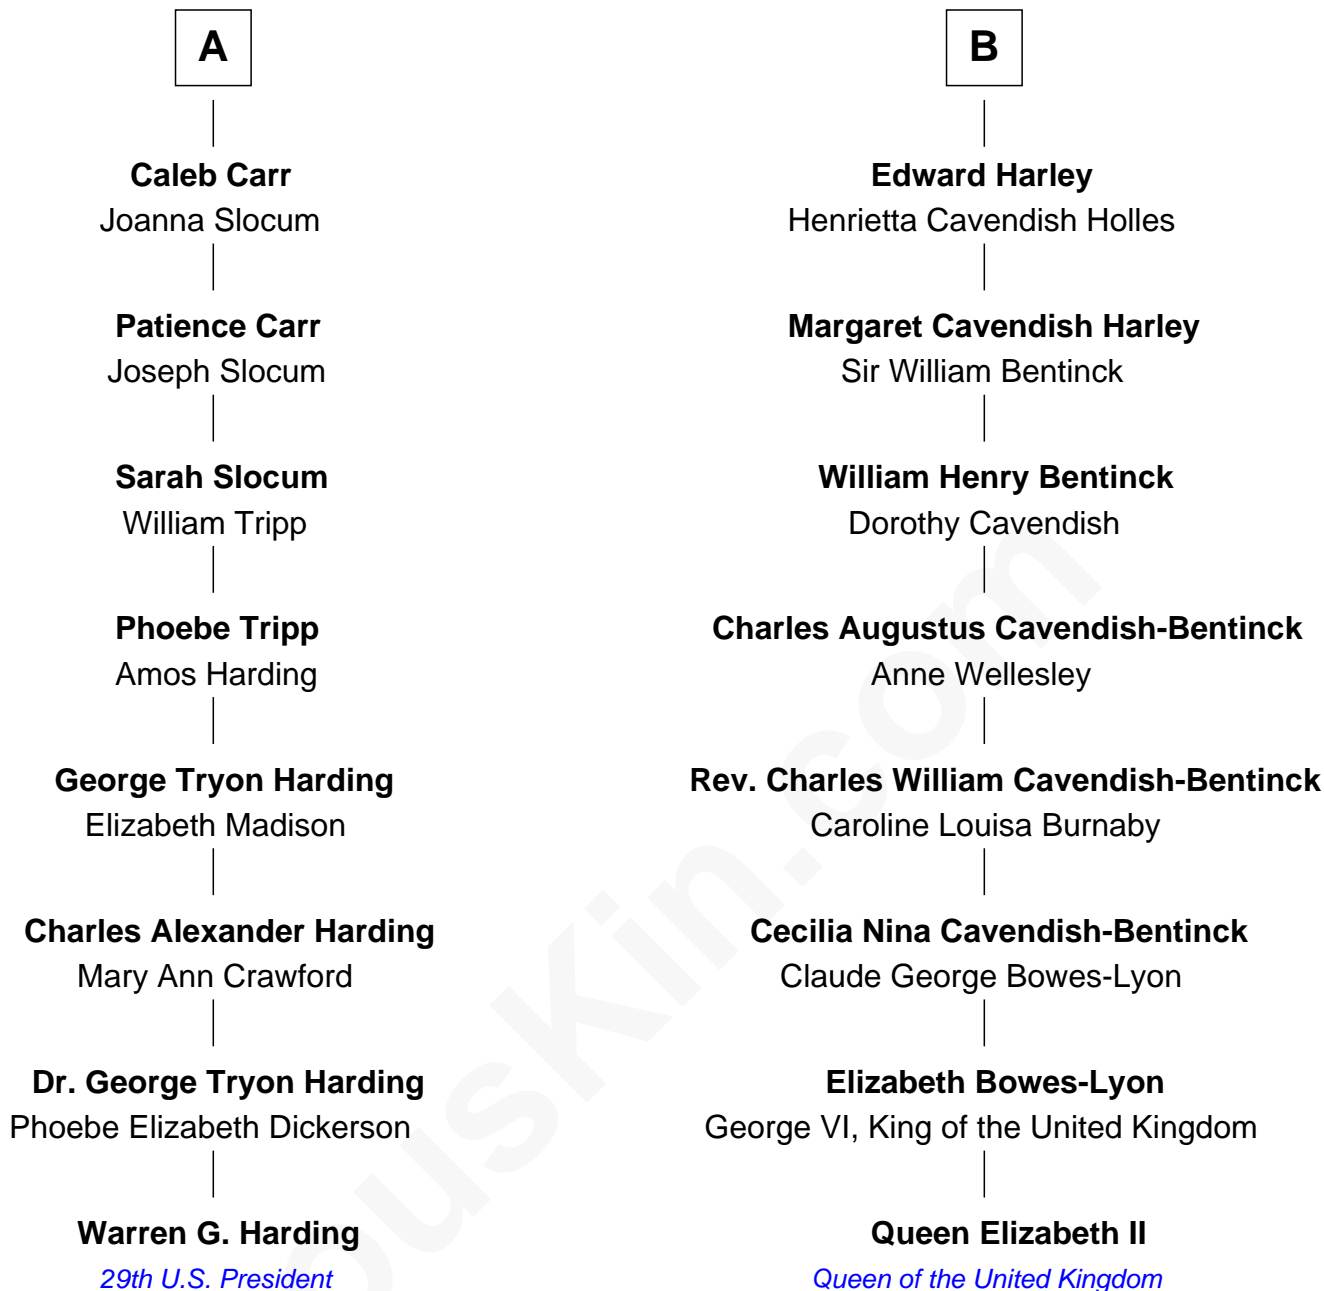 A
Caleb Carr
Joanna Slocum
Patience Carr
Joseph Slocum
Sarah Slocum
William Tripp
Phoebe Tripp
Amos Harding
George Tryon Harding
Elizabeth Madison
Charles Alexander Harding
Mary Ann Crawford
Dr. George Tryon Harding
Phoebe Elizabeth Dickerson
Warren G. Harding
29th U.S. President
B
Edward Harley
Henrietta Cavendish Holles
Margaret Cavendish Harley
Sir William Bentinck
William Henry Bentinck
Dorothy Cavendish
Charles Augustus Cavendish-Bentinck
Anne Wellesley
Rev. Charles William Cavendish-Bentinck
Caroline Louisa Burnaby
Cecilia Nina Cavendish-Bentinck
Claude George Bowes-Lyon
Elizabeth Bowes-Lyon
George VI, King of the United Kingdom
Queen Elizabeth II
Queen of the United Kingdom
ousKin.com